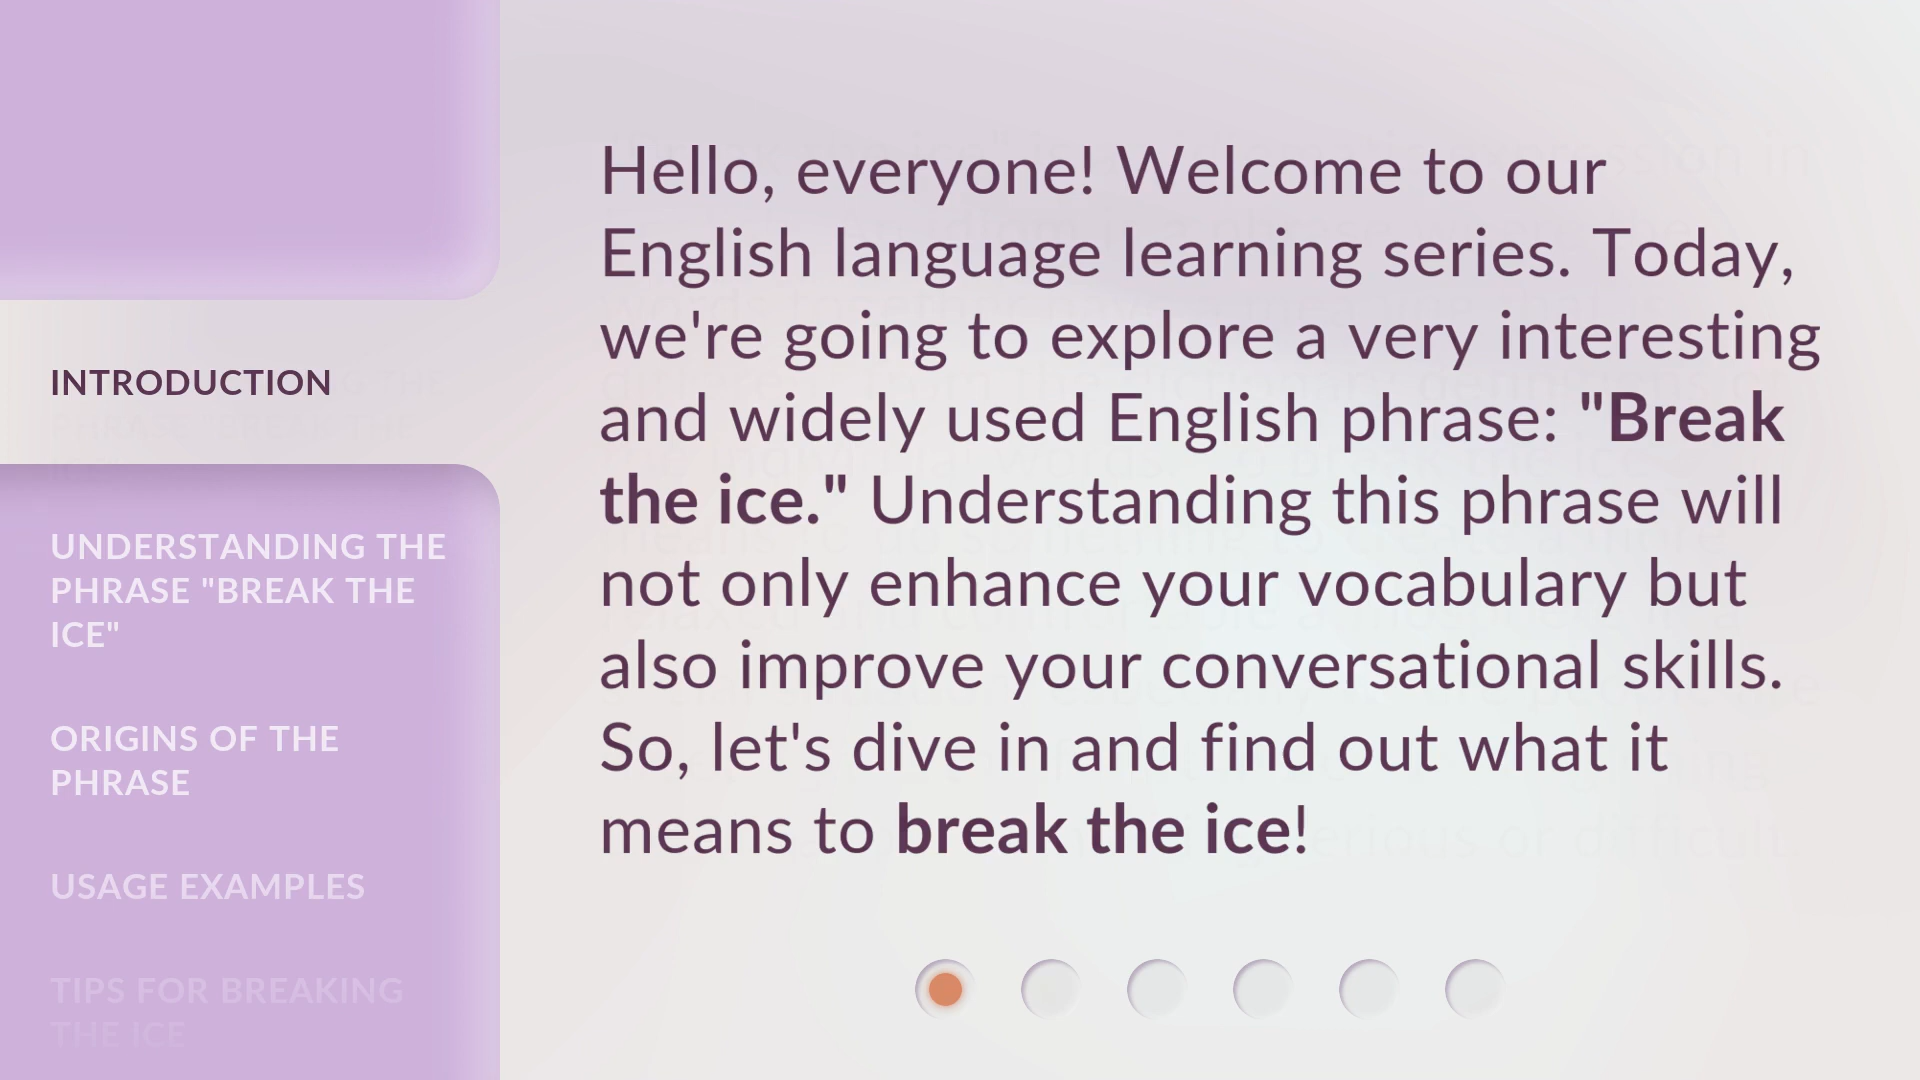 INTRODUCTION
UNDERSTANDING THE
PHRASE "BREAK THE
ICE"
ORIGINS OF THE
PHRASE
USAGE EXAMPLES
TIPS FOR BREAKING
THE ICE
Hello, everyone! Welcome to our
English language learning series. Today,
we're going to explore a very interesting
and widely used English phrase: "Break
the ice." Understanding this phrase will
not only enhance your vocabulary but
also improve your conversational skills.
So, let's dive in and find out what it
means to break the ice!